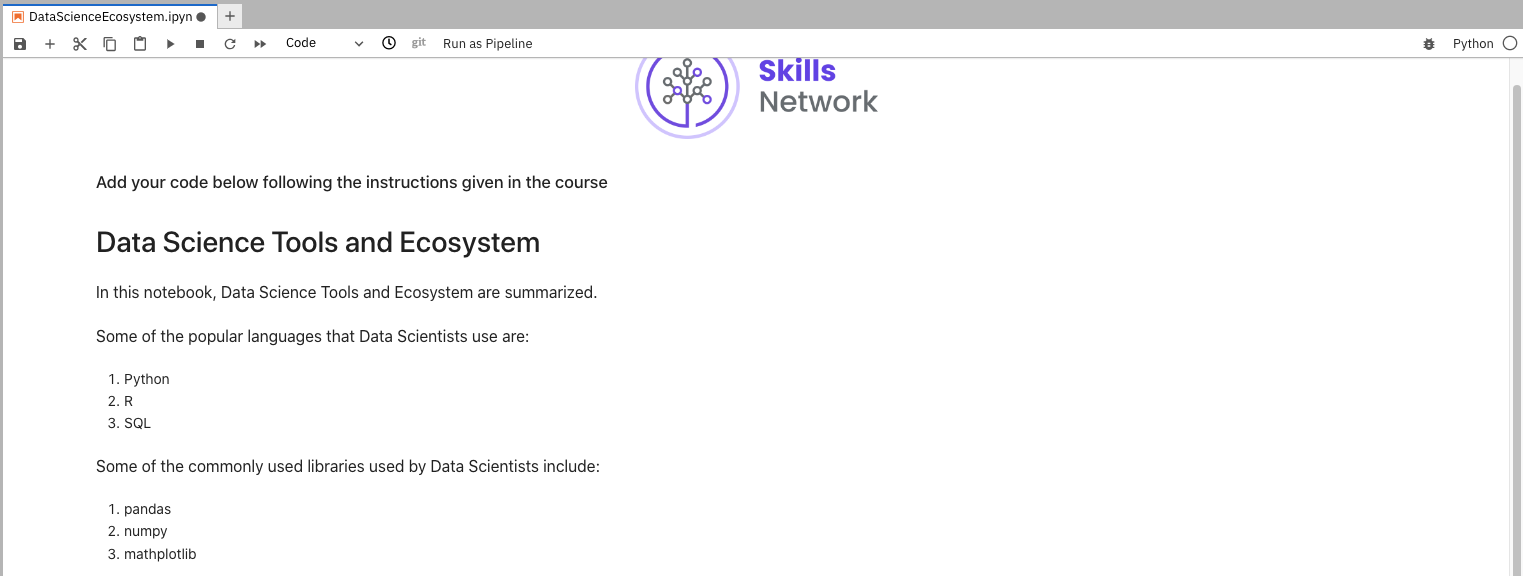 DataScienceEcosystem.ipyn
Code
git
Run as Pipeline
Python
Skills
Network
Add your code below following the instructions given in the course
Data Science Tools and Ecosystem
In this notebook, Data Science Tools and Ecosystem are summarized.
Some of the popular languages that Data Scientists use are:
1. Python
2. R
3. SQL
Some of the commonly used libraries used by Data Scientists include:
1. pandas
2. numpy
3. mathplotlib